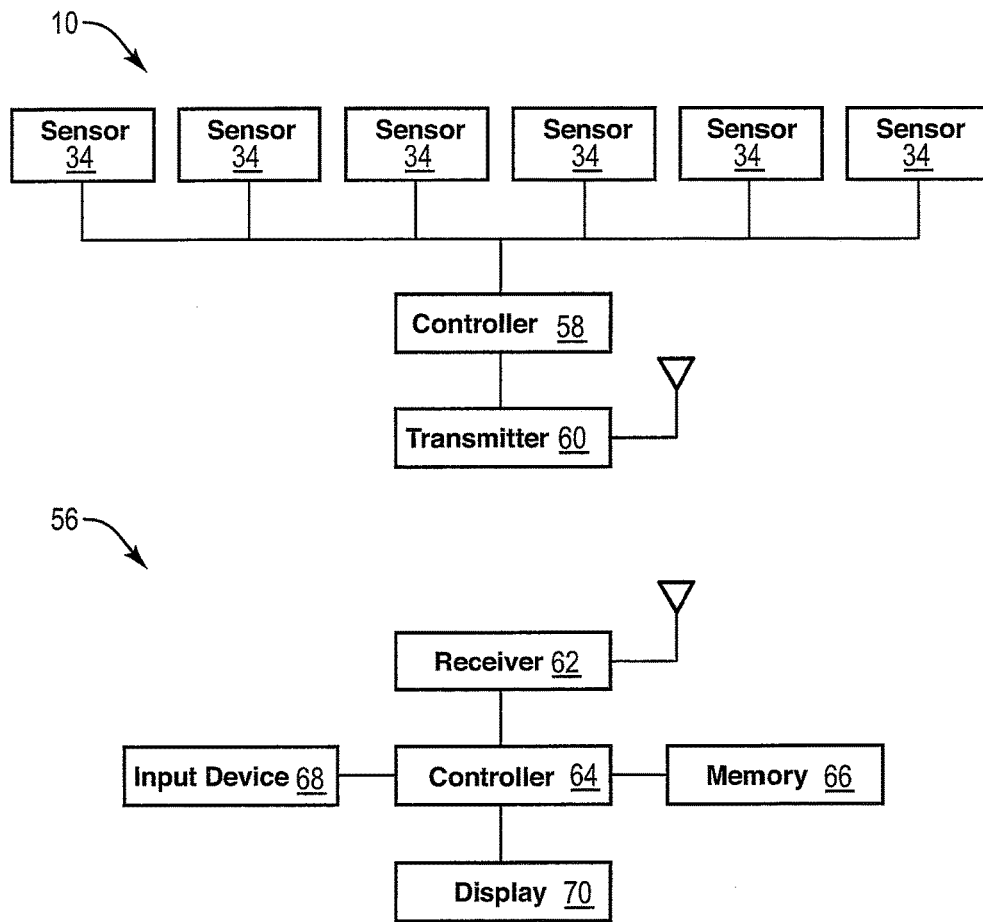 10
Sensor Sensor Sensor Sensor Sensor Sensor
34 34 34 34 34 34
Controller 58
Transmitter 60
56
Receiver 62
Input Device 68 Controller 64 Memory 66
Display 70